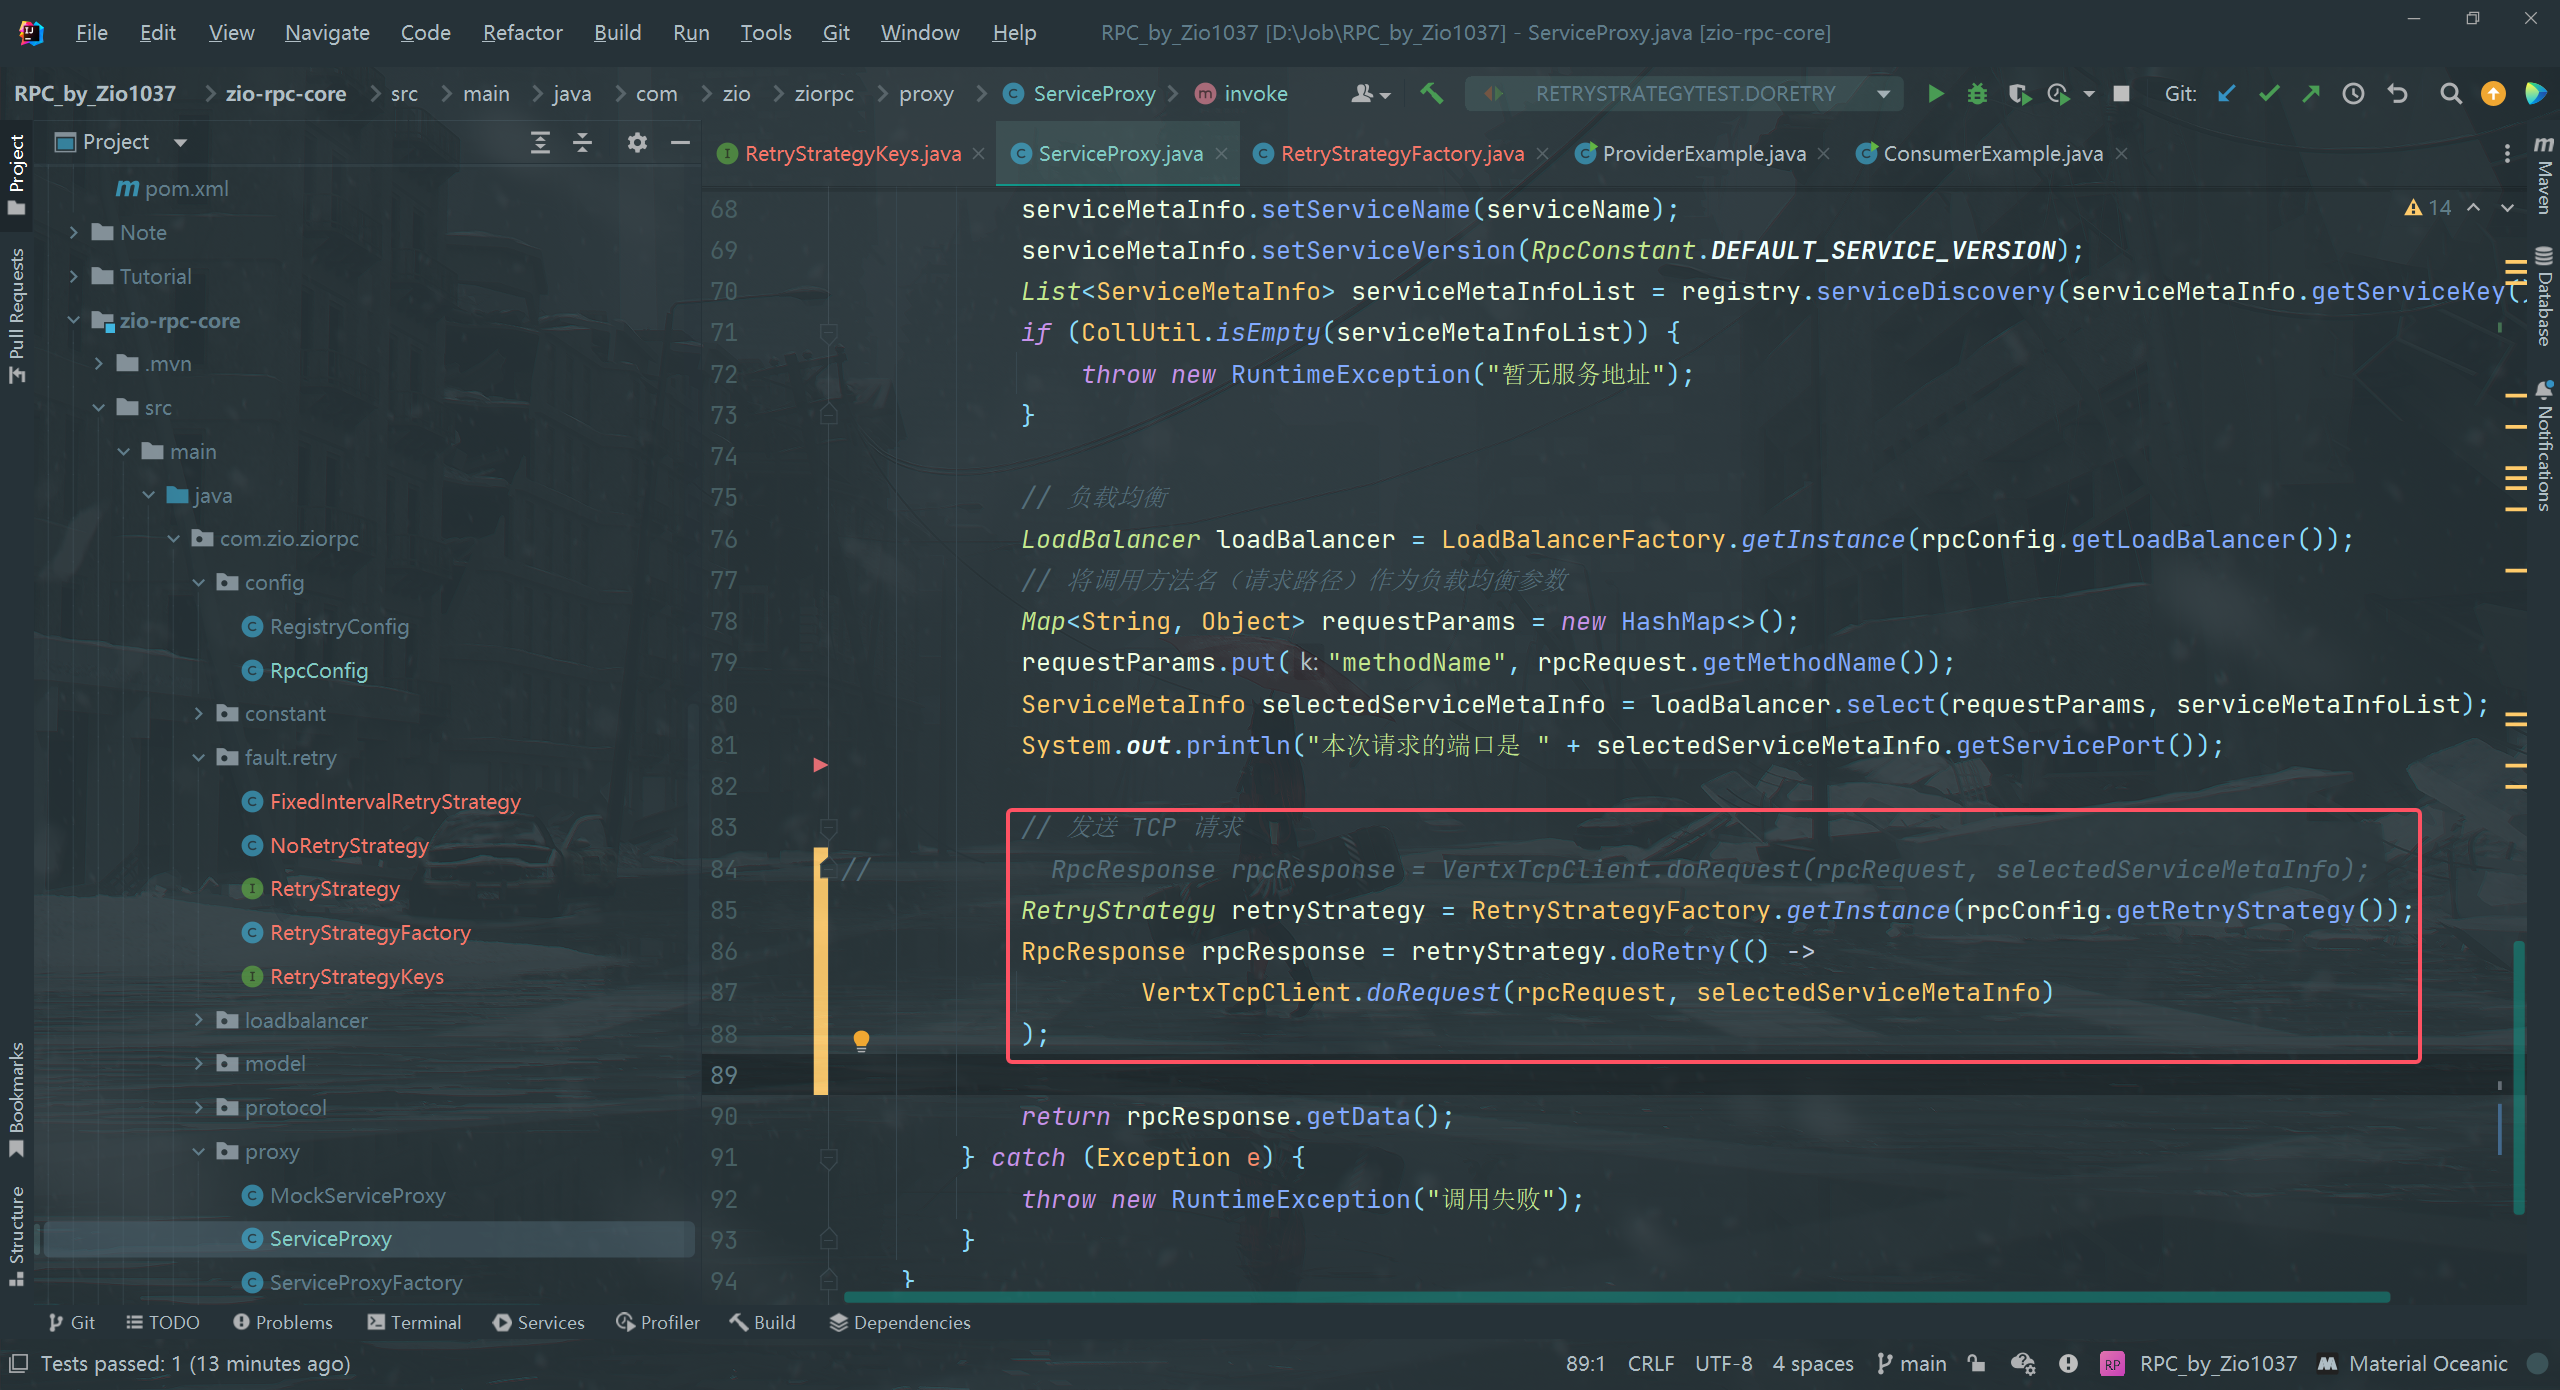 File Edit View Navigate Code Refactor Build Run Tools Git Window Help RPC_by_Zio1037 [D:\Job\RPC_by_Zio1037] - ServiceProxy.java [zio-rpc-core]
RPC_by_Zio1037 zio-rpc-core src main java com zio ziorpc proxy ServiceProxy invoke RETRYSTRATEGYTEST.DORETRY Git:
Project
RetryStrategyKeys.java ServiceProxy.java RetryStrategyFactory.java ProviderExample.java ConsumerExample.java
Project
Pull Requests
Bookmarks
Structure
pom.xml
Note
Tutorial
zio-rpc-core
.mvn
src
main
java
com.zio.ziorpc
config
RegistryConfig
RpcConfig
constant
fault.retry
FixedIntervalRetryStrategy
NoRetryStrategy
RetryStrategy
RetryStrategyFactory
RetryStrategyKeys
loadbalancer
model
protocol
proxy
MockServiceProxy
ServiceProxy
ServiceProxyFactory
14
68 serviceMetaInfo.setServiceName(serviceName);
69 serviceMetaInfo.setServiceVersion(RpcConstant.DEFAULT_SERVICE_VERSION);
70 List<ServiceMetaInfo> serviceMetaInfoList = registry.serviceDiscovery(serviceMetaInfo.getServiceKey(
71 if (CollUtil.isEmpty(serviceMetaInfoList)) {
72 throw new RuntimeException("暂无服务地址");
73 }
74
75 // 负载均衡
76 LoadBalancer loadBalancer = LoadBalancerFactory.getInstance(rpcConfig.getLoadBalancer());
77 // 将调用方法名（请求路径）作为负载均衡参数
78 Map<String, Object> requestParams = new HashMap<>();
79 requestParams.put( k: "methodName", rpcRequest.getMethodName());
80 ServiceMetaInfo selectedServiceMetaInfo = loadBalancer.select(requestParams, serviceMetaInfoList);
81 System.out.println("本次请求的端口是 " + selectedServiceMetaInfo.getServicePort());
82
83 // 发送 TCP 请求
84 // RpcResponse rpcResponse = VertxTcpClient.doRequest(rpcRequest, selectedServiceMetaInfo);
85 RetryStrategy retryStrategy = RetryStrategyFactory.getInstance(rpcConfig.getRetryStrategy());
86 RpcResponse rpcResponse = retryStrategy.doRetry(() ->
87 VertxTcpClient.doRequest(rpcRequest, selectedServiceMetaInfo)
88 );
89
90 return rpcResponse.getData();
91 } catch (Exception e) {
92 throw new RuntimeException("调用失败");
93 }
94 }
Maven
Database
Notifications
Git TODO Problems Terminal Services Profiler Build Dependencies
Tests passed: 1 (13 minutes ago) 89:1 CRLF UTF-8 4 spaces main RP RPC_by_Zio1037 Material Oceanic